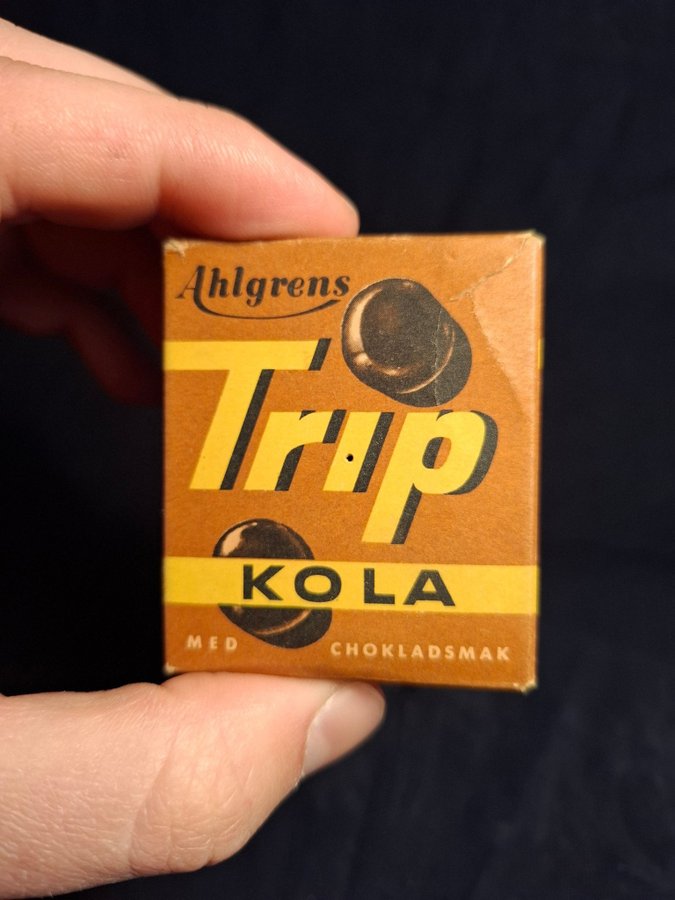 Ahlgrens
Trip
KOLA
MED CHOKLADSMAK